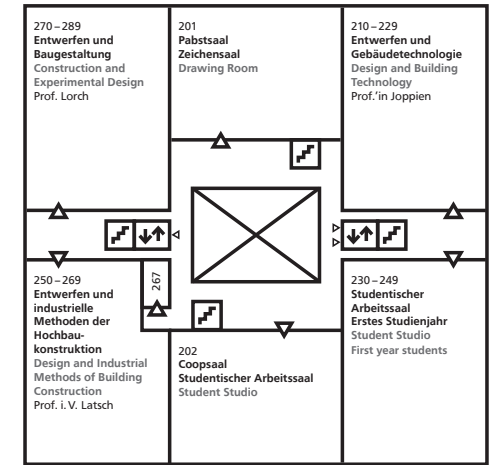 270 – 289
Entwerfen und
Baugestaltung
Construction and
Experimental Design
Prof. Lorch
201
Pabstsaal
Zeichensaal
Drawing Room
210 – 229
Entwerfen und
Gebäudetechnologie
Design and Building
Technology
Prof.’in Joppien
250 – 269
Entwerfen und
industrielle
Methoden der
Hochbau-
konstruktion
Design and Industrial
Methods of Building
Construction
Prof. i. V. Latsch
267
202
Coopsaal
Studentischer Arbeitssaal
Student Studio
230 – 249
Studentischer
Arbeitssaal
Erstes Studienjahr
Student Studio
First year students